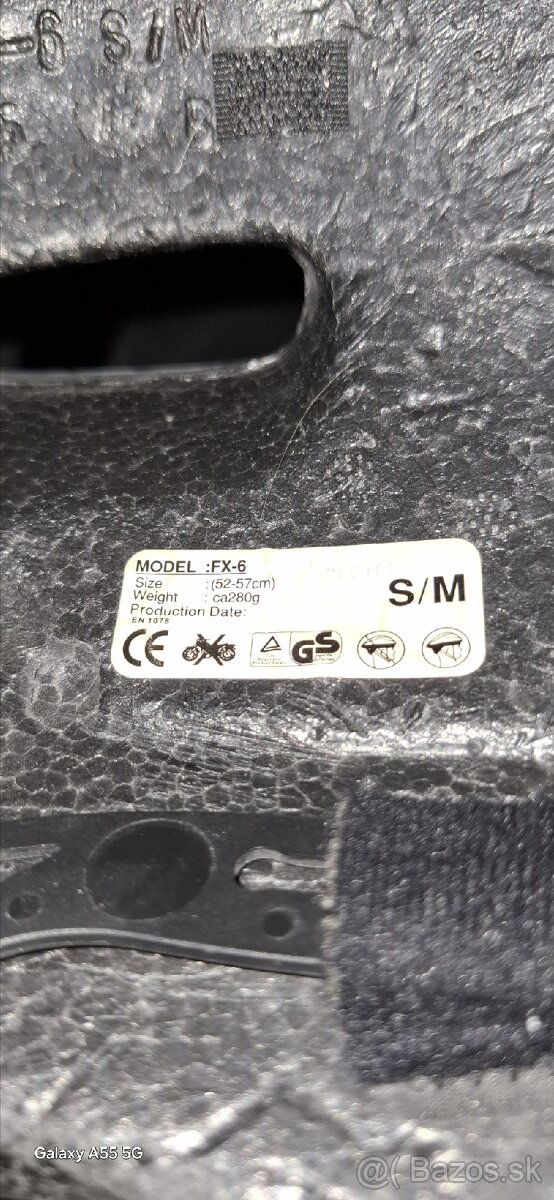 -6 S/M
MODEL :FX-6
Size :(52-57cm)
Weight : ca280g
S/M
Production Date:
EN 1078
CE GS
Galaxy A55 5G
@( Bazos.sk